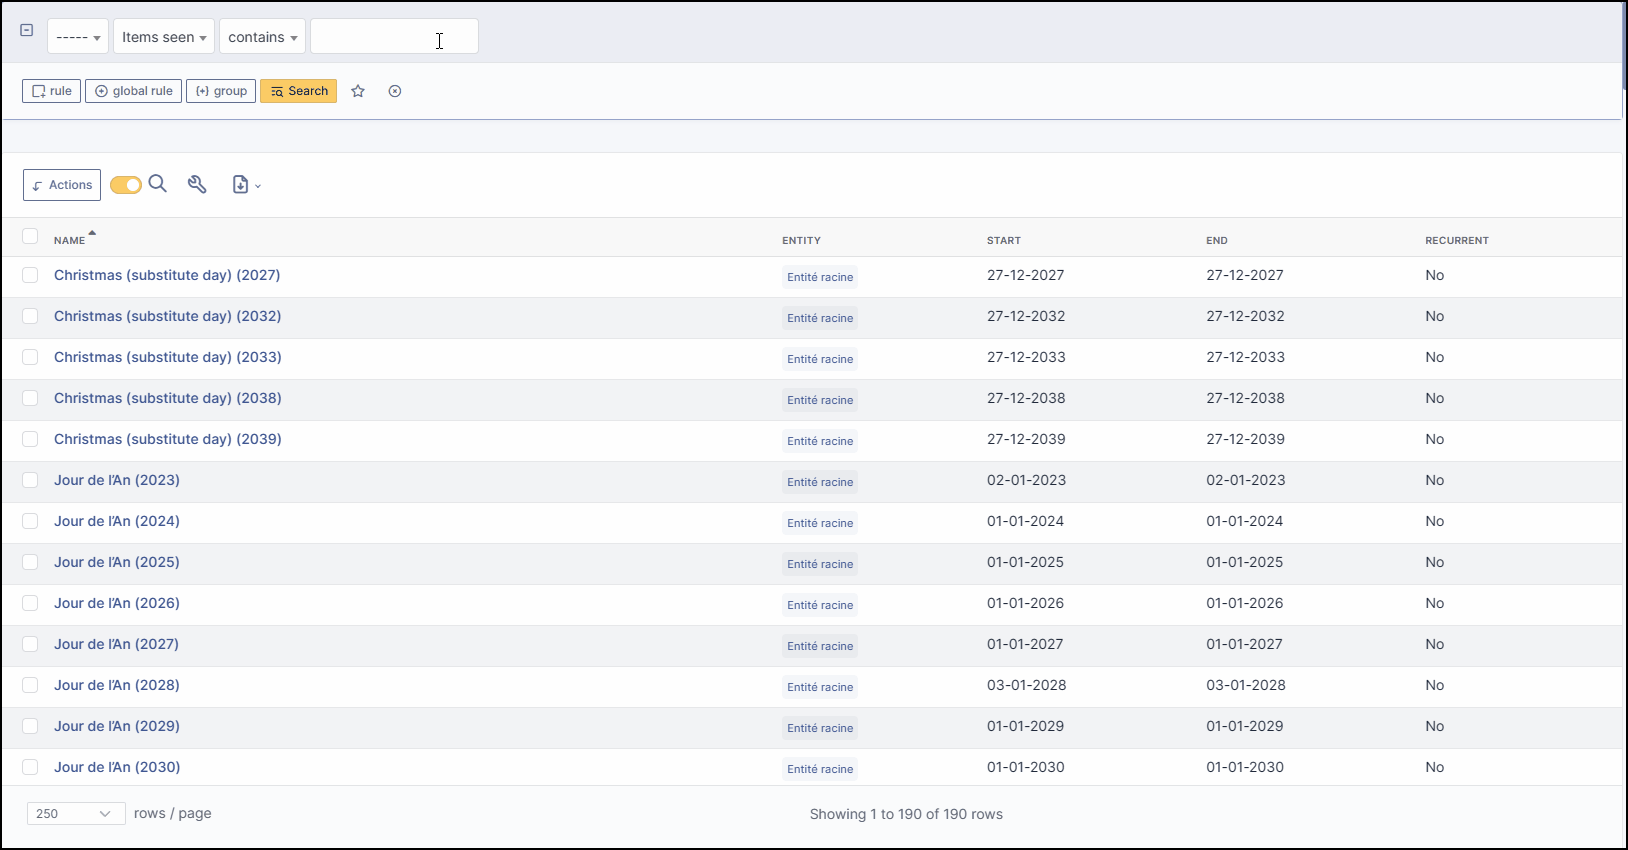 ----- Items seen contains
rule global rule {+} group Search
Actions
NAME ENTITY START END RECURRENT
Christmas (substitute day) (2027) Entité racine 27-12-2027 27-12-2027 No
Christmas (substitute day) (2032) Entité racine 27-12-2032 27-12-2032 No
Christmas (substitute day) (2033) Entité racine 27-12-2033 27-12-2033 No
Christmas (substitute day) (2038) Entité racine 27-12-2038 27-12-2038 No
Christmas (substitute day) (2039) Entité racine 27-12-2039 27-12-2039 No
Jour de l'An (2023) Entité racine 02-01-2023 02-01-2023 No
Jour de l'An (2024) Entité racine 01-01-2024 01-01-2024 No
Jour de l'An (2025) Entité racine 01-01-2025 01-01-2025 No
Jour de l'An (2026) Entité racine 01-01-2026 01-01-2026 No
Jour de l'An (2027) Entité racine 01-01-2027 01-01-2027 No
Jour de l'An (2028) Entité racine 03-01-2028 03-01-2028 No
Jour de l'An (2029) Entité racine 01-01-2029 01-01-2029 No
Jour de l'An (2030) Entité racine 01-01-2030 01-01-2030 No
250 rows / page Showing 1 to 190 of 190 rows